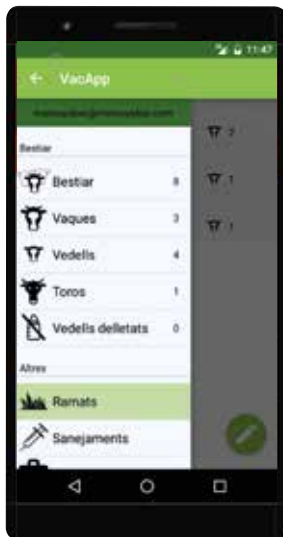 11:47
VacApp
Bestiar
Bestiar 8
Vaques 3
Vedells 4
Toros 1
Vedells delletats 0
Altres
Ramats
Sanejaments
2
1
1